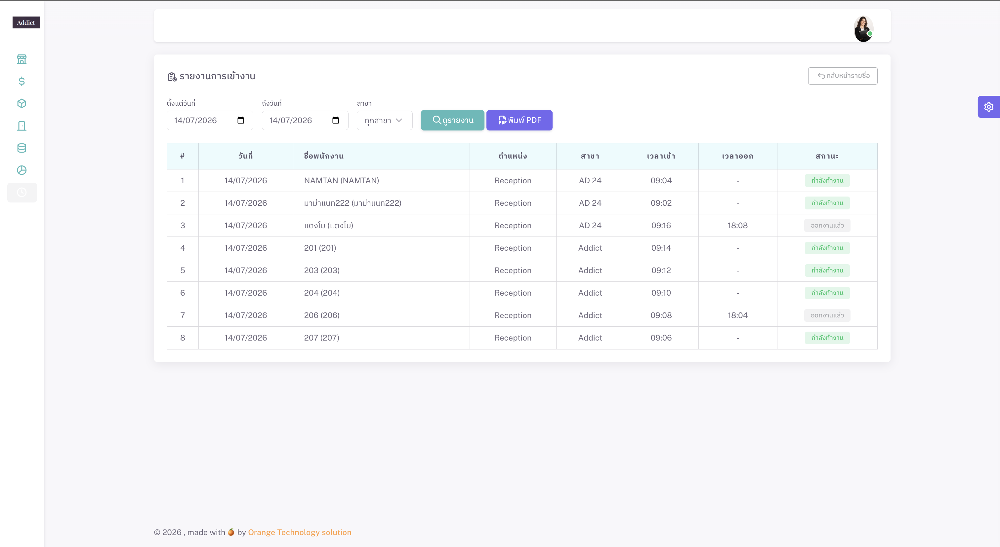 Addict
รายงานการเข้างาน
กลับหน้ารายชื่อ
ตั้งแต่วันที่ ถึงวันที่ สาขา
14/07/2026 14/07/2026 ทุกสาขา ดูรายงาน PDF พิมพ์ PDF
# วันที่ ชื่อพนักงาน ตำแหน่ง สาขา เวลาเข้า เวลาออก สถานะ
1 14/07/2026 NAMTAN (NAMTAN) Reception AD 24 09:04 - กำลังทำงาน
2 14/07/2026 มาม่าแนท222 (มาม่าแนท222) Reception AD 24 09:02 - กำลังทำงาน
3 14/07/2026 แตงโม (แตงโม) Reception AD 24 09:16 18:08 ออกงานแล้ว
4 14/07/2026 201 (201) Reception Addict 09:14 - กำลังทำงาน
5 14/07/2026 203 (203) Reception Addict 09:12 - กำลังทำงาน
6 14/07/2026 204 (204) Reception Addict 09:10 - กำลังทำงาน
7 14/07/2026 206 (206) Reception Addict 09:08 18:04 ออกงานแล้ว
8 14/07/2026 207 (207) Reception Addict 09:06 - กำลังทำงาน
© 2026 , made with 🍊 by Orange Technology solution